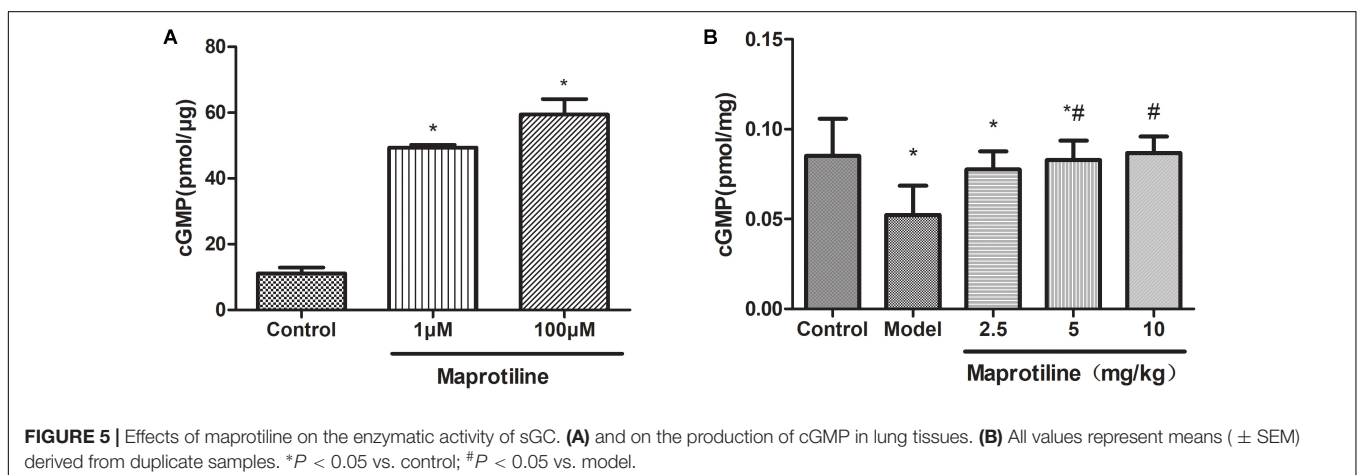 A
80
60
40
20
0
cGMP(pmol/µg)
*
*
Control
1µM
100µM
Maprotiline
B
0.15
0.10
0.05
0.00
cGMP(pmol/mg)
*
*
*#
#
Control
Model
2.5
5
10
Maprotiline（mg/kg）
FIGURE 5 | Effects of maprotiline on the enzymatic activity of sGC. (A) and on the production of cGMP in lung tissues. (B) All values represent means ( ± SEM)
derived from duplicate samples. *P < 0.05 vs. control; #P < 0.05 vs. model.